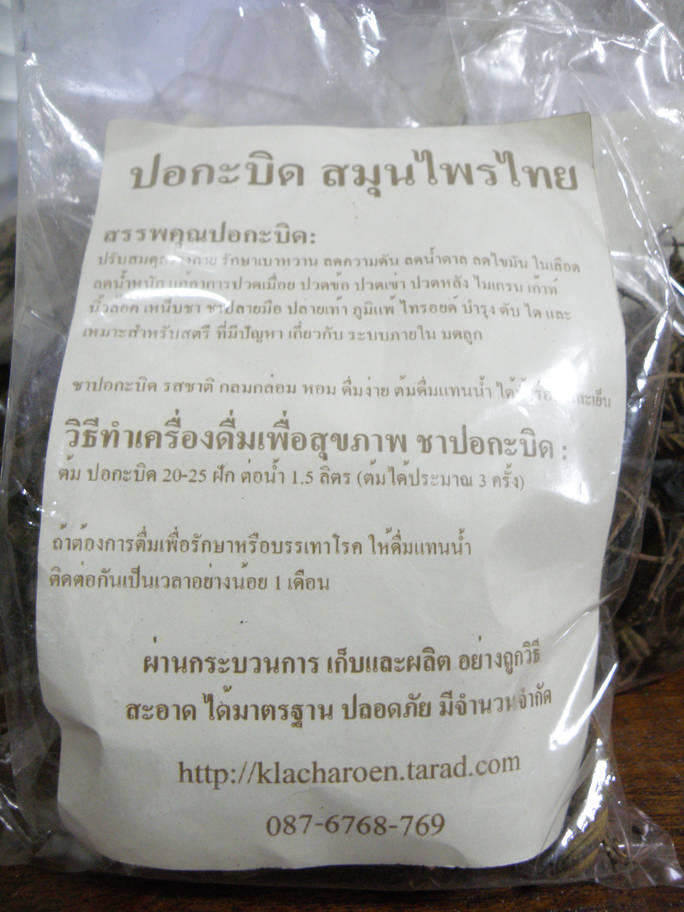 ปอกะบิด สมุนไพรไทย
สรรพคุณปอกะบิด:
ปรับสมดุลร่างกาย รักษาเบาหวาน ลดความดัน ลดน้ำตาล ลดไขมัน ในเลือด
ลดน้ำหนัก แก้อาการปวดเมื่อย ปวดข้อ ปวดเข่า ปวดหลัง ไมเกรน เก๊าท์
นิ้วล็อค เหน็บชา ชาปลายมือ ปลายเท้า ภูมิแพ้ ไทรอยด์ บำรุง ตับ ไต และ
เหมาะสำหรับสตรี ที่มีปัญหา เกี่ยวกับ ระบบภายใน มดลูก
ชาปอกะบิด รสชาติ กลมกล่อม หอม ดื่มง่าย ต้มดื่มแทนน้ำ
วิธีทำเครื่องดื่มเพื่อสุขภาพ ชาปอกะบิด :
ต้ม ปอกะบิด 20-25 ฝัก ต่อน้ำ 1.5 ลิตร (ต้มได้ประมาณ 3 ครั้ง)
ถ้าต้องการดื่มเพื่อรักษาหรือบรรเทาโรค ให้ดื่มแทนน้ำ
ติดต่อกันเป็นเวลาอย่างน้อย 1 เดือน
ผ่านกระบวนการ เก็บและผลิต อย่างถูกวิธี
สะอาด ได้มาตรฐาน ปลอดภัย มีจำนวนจำกัด
http://klacharoen.tarad.com
087-6768-769